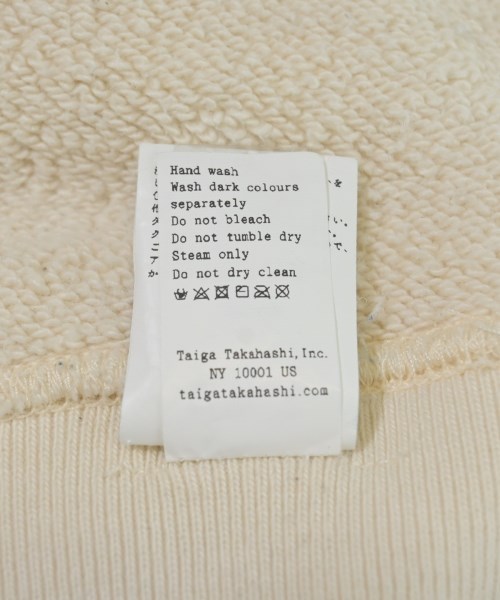 Hand wash
Wash dark colours
separately
Do not bleach
Do not tumble dry
Steam only
Do not dry clean
Taiga Takahashi, Inc.
NY 10001 US
taigatakahashi.com